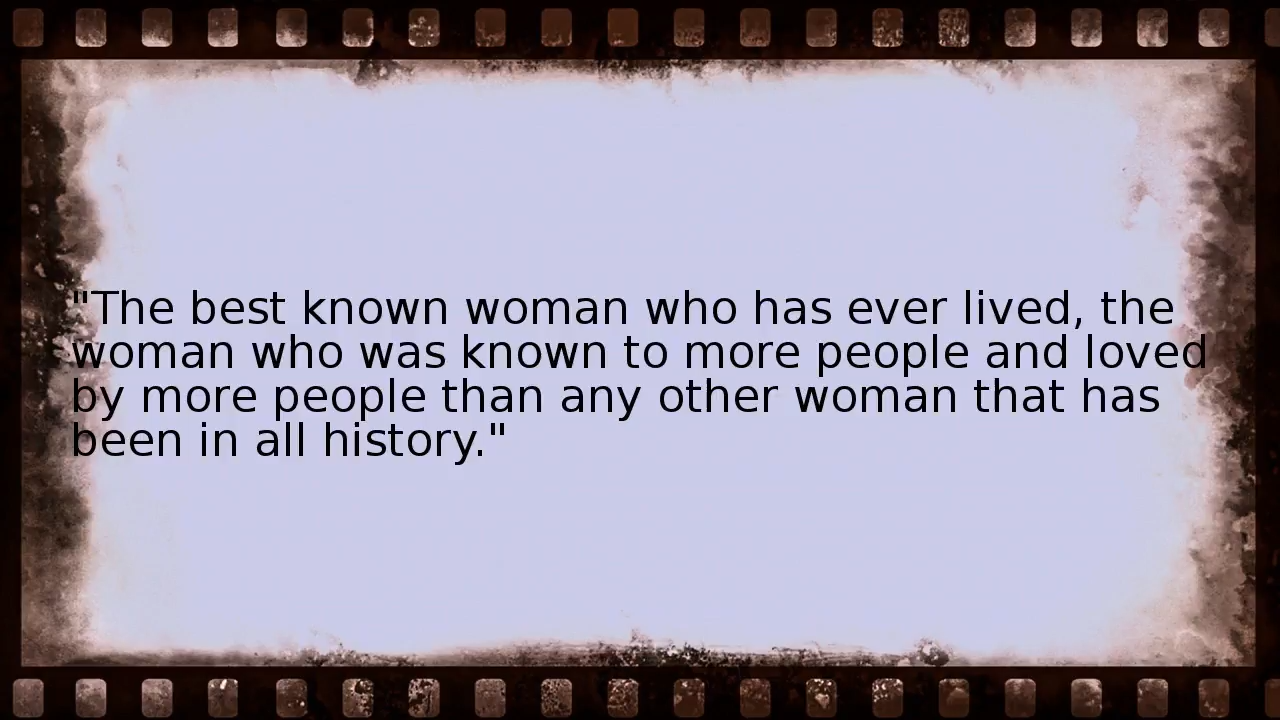 "The best known woman who has ever lived, the
woman who was known to more people and loved
by more people than any other woman that has
been in all history."